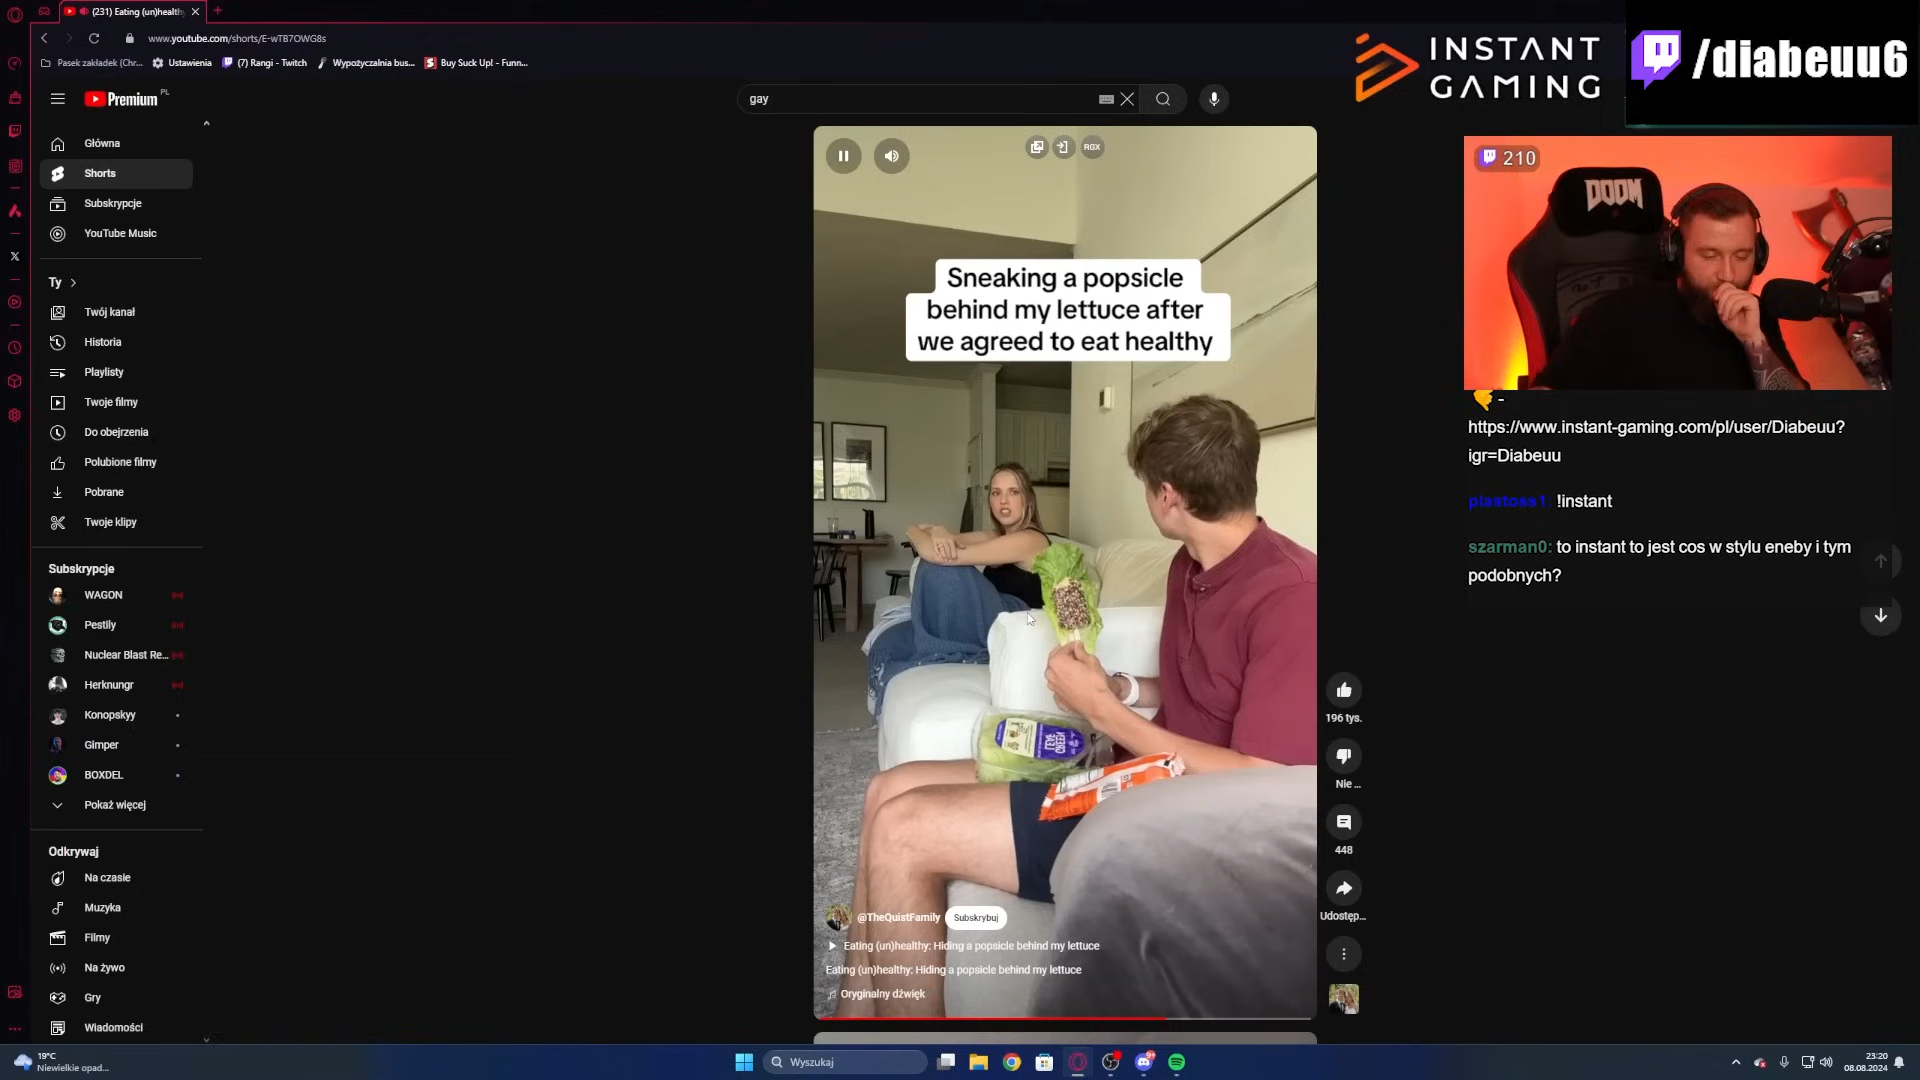 (231) Eating (un)health
www.youtube.com/shorts/E-wTB7OWG8s
Pasek zakładek (Chr...
Ustawienia
(7) Rangi - Twitch
Wypożyczalnia bus...
Buy Suck Up! - Funn...
INSTANT GAMING
/diabeuu6
Premium PL
gay
Główna
Shorts
Subskrypcje
YouTube Music
Ty
Twój kanał
Historia
Playlisty
Twoje filmy
Do obejrzenia
Polubione filmy
Pobrane
Twoje klipy
Subskrypcje
WAGON
Pestily
Nuclear Blast Re...
Herknungr
Konopskyy
Gimper
BOXDEL
Pokaż więcej
Odkrywaj
Na czasie
Muzyka
Filmy
Na żywo
Gry
Wiadomości
RGX
Sneaking a popsicle
behind my lettuce after
we agreed to eat healthy
@TheQuistFamily Subskrybuj
Eating (un)healthy: Hiding a popsicle behind my lettuce
Eating (un)healthy: Hiding a popsicle behind my lettuce
Oryginalny dźwięk
196 tys.
Nie ...
448
Udostęp...
210
DOOM
-
https://www.instant-gaming.com/pl/user/Diabeuu?
igr=Diabeuu
plastoss1: !instant
szarman0: to instant to jest cos w stylu eneby i tym
podobnych?
19°C
Niewielkie opad...
Wyszukaj
23:20
08.08.2024